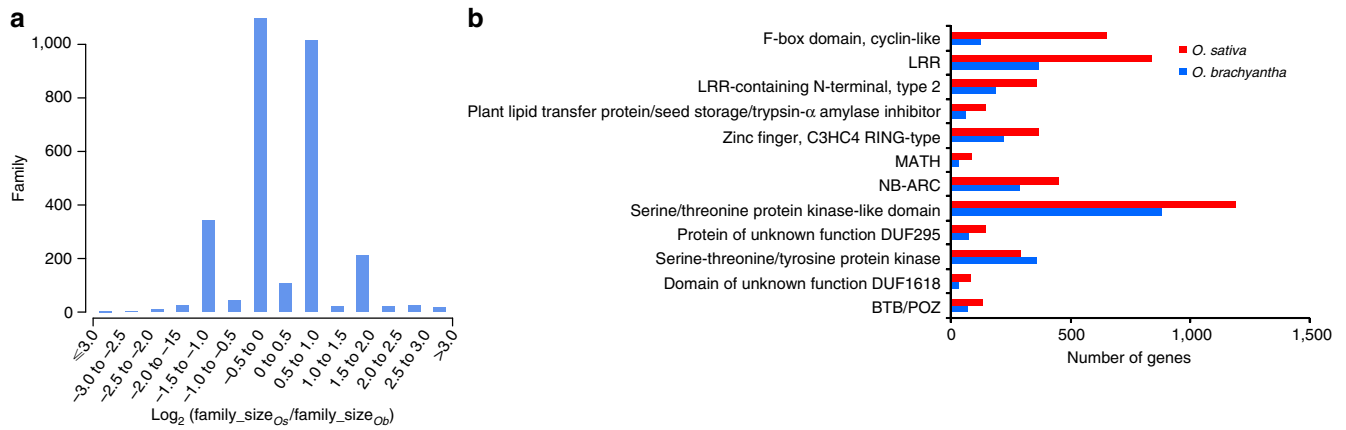 a
1,000
800
600
400
200
0
Family
≤3.0
−3.0 to −2.5
−2.5 to −2.0
−2.0 to −15
−1.5 to −1.0
−1.0 to −0.5
−0.5 to 0
0 to 0.5
0.5 to 1.0
1.0 to 1.5
1.5 to 2.0
2.0 to 2.5
2.5 to 3.0
>3.0
Log2 (family_sizeOs/family_sizeOb)
b
F-box domain, cyclin-like
LRR
LRR-containing N-terminal, type 2
Plant lipid transfer protein/seed storage/trypsin-α amylase inhibitor
Zinc finger, C3HC4 RING-type
MATH
NB-ARC
Serine/threonine protein kinase-like domain
Protein of unknown function DUF295
Serine-threonine/tyrosine protein kinase
Domain of unknown function DUF1618
BTB/POZ
0
500
1,000
1,500
Number of genes
O. sativa
O. brachyantha